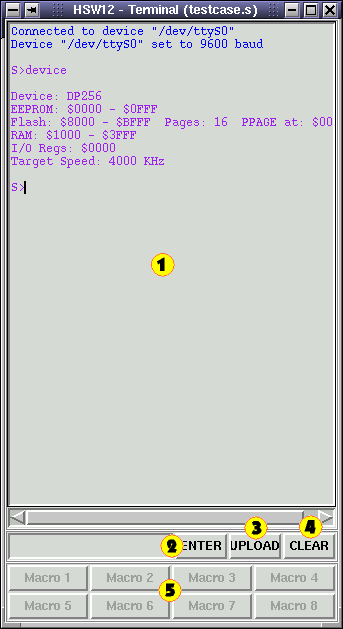 HSW12 - Terminal (testcase.s)
Connected to device "/dev/ttyS0"
Device "/dev/ttyS0" set to 9600 baud
S>device
Device: DP256
EEPROM: $0000 - $0FFF
Flash: $8000 - $BFFF Pages: 16 PPAGE at: $00
RAM: $1000 - $3FFF
I/O Regs: $0000
Target Speed: 4000 KHz
S>
1
3 4
2 ENTER UPLOAD CLEAR
Macro 1 Macro 2 Macro 3 Macro 4
5
Macro 5 Macro 6 Macro 7 Macro 8